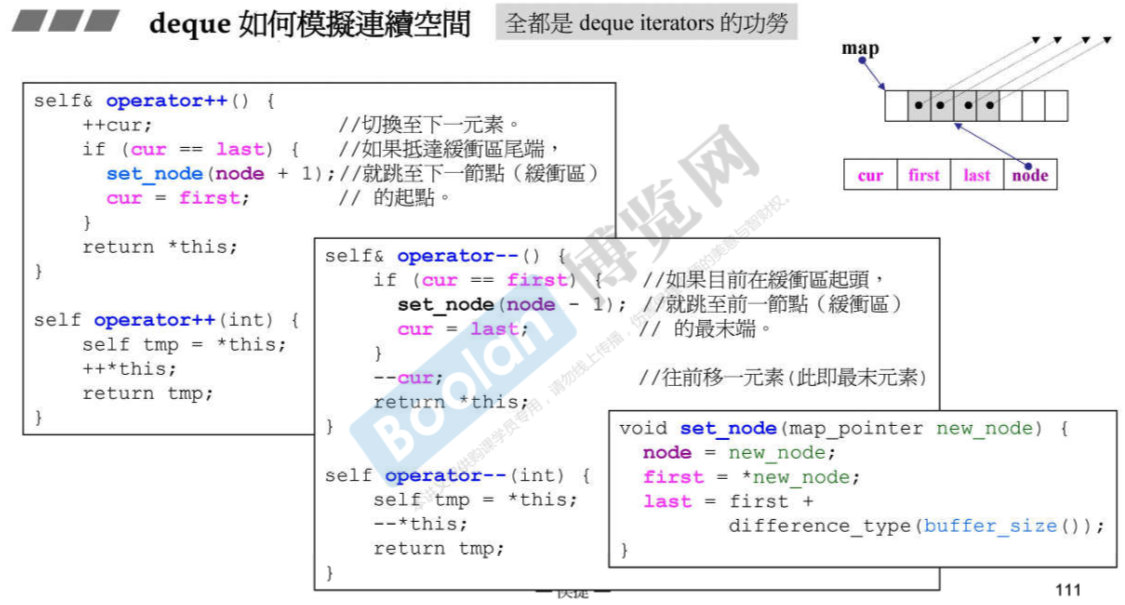 deque 如何模擬連續空間
全都是 deque iterators 的功勞
map
cur first last node
self& operator++() {
++cur; //切換至下一元素。
if (cur == last) { //如果抵達緩衝區尾端，
set_node(node + 1);//就跳至下一節點（緩衝區）
cur = first; // 的起點。
}
return *this;
}
self operator++(int) {
self tmp = *this;
++*this;
return tmp;
}
self& operator--() {
if (cur == first) { //如果目前在緩衝區起頭，
set_node(node - 1); //就跳至前一節點（緩衝區）
cur = last; // 的最末端。
}
--cur; //往前移一元素(此即最末元素)
return *this;
}
self operator--(int) {
self tmp = *this;
--*this;
return tmp;
}
void set_node(map_pointer new_node) {
node = new_node;
first = *new_node;
last = first +
difference_type(buffer_size());
}
Boolan 博览网
111